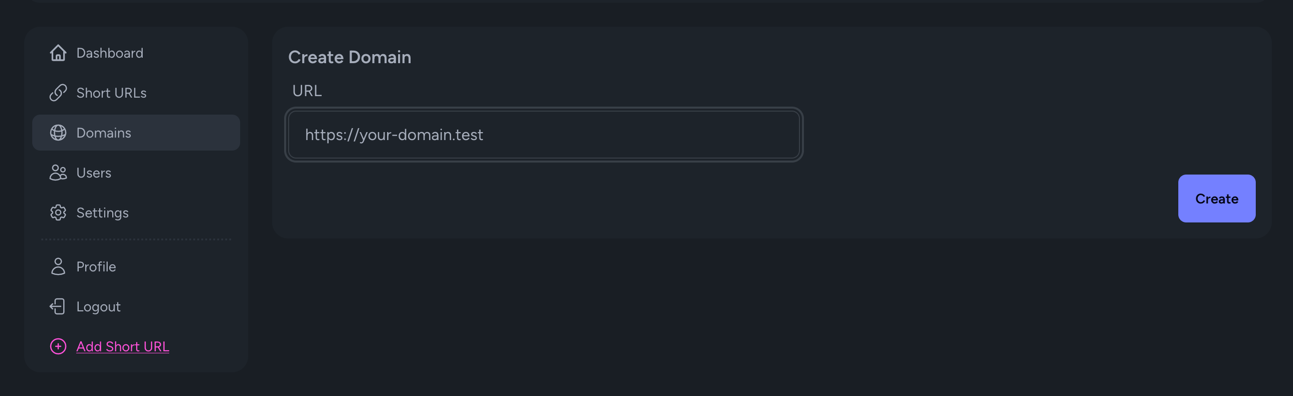 Dashboard
Short URLs
Domains
Users
Settings
Profile
Logout
Add Short URL
Create Domain
URL
https://your-domain.test
Create